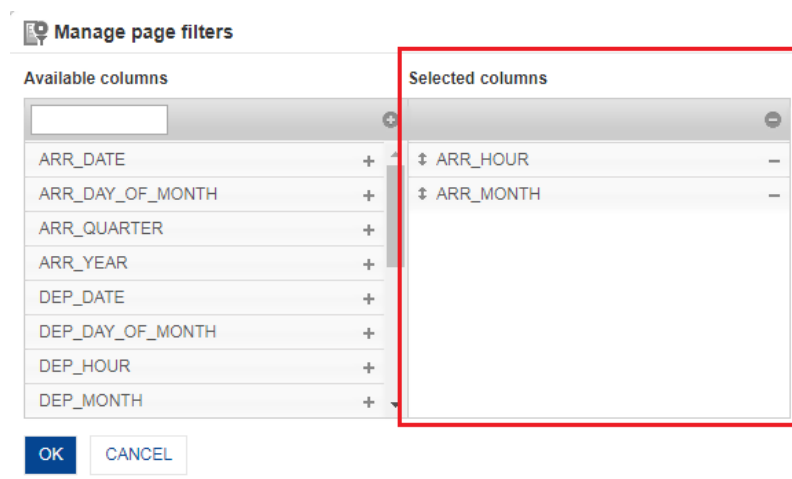 Manage page filters
Available columns
Selected columns
ARR_DATE
ARR_DAY_OF_MONTH
ARR_QUARTER
ARR_YEAR
DEP_DATE
DEP_DAY_OF_MONTH
DEP_HOUR
DEP_MONTH
ARR_HOUR
ARR_MONTH
OK
CANCEL